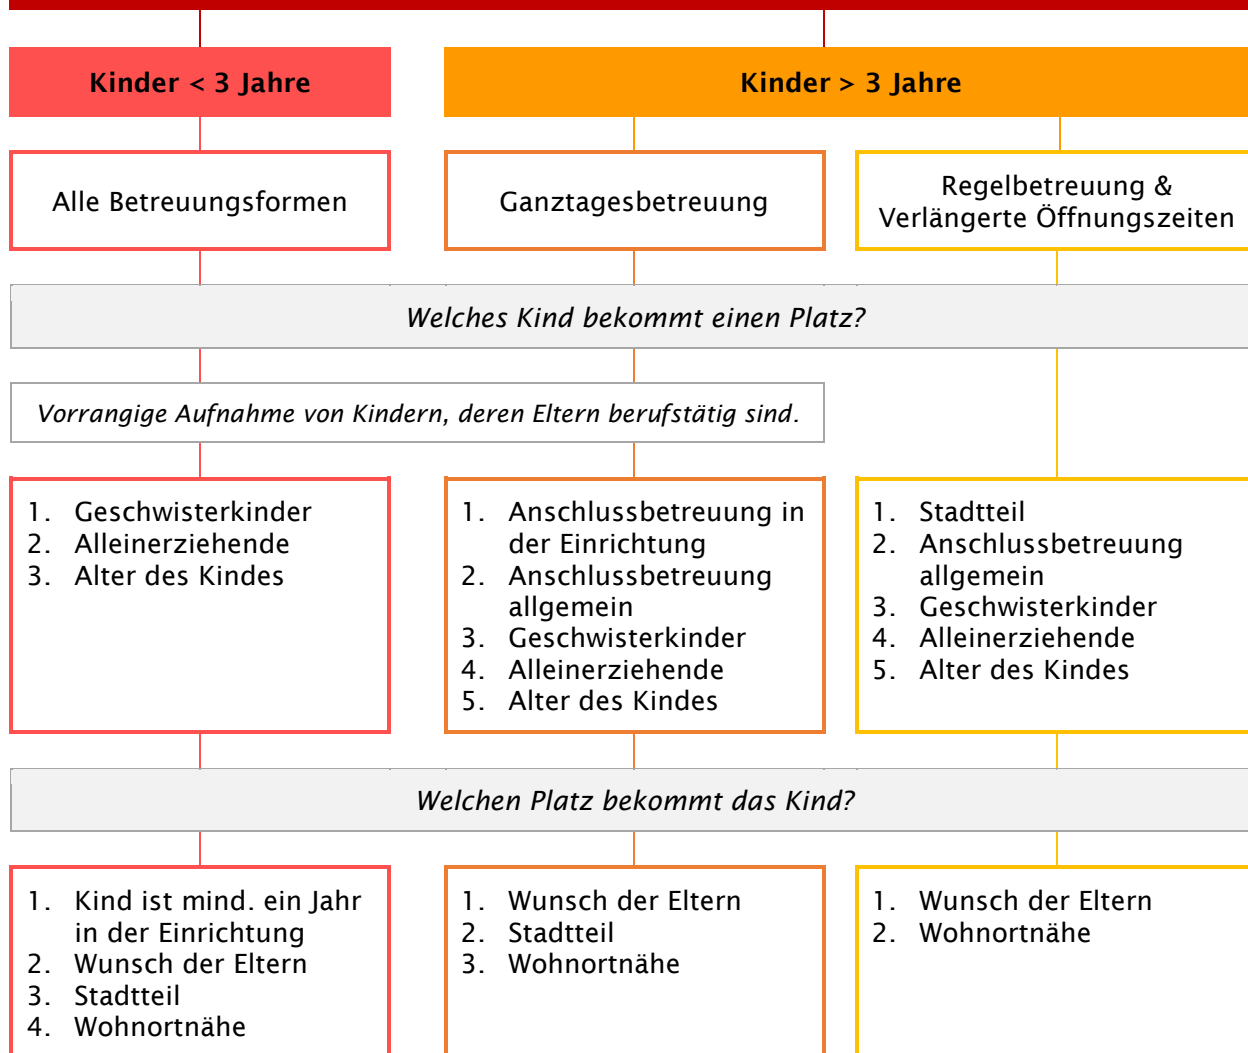 Kinder < 3 Jahre
Kinder > 3 Jahre
Alle Betreuungsformen
Ganztagesbetreuung
Regelbetreuung &
Verlängerte Öffnungszeiten
Welches Kind bekommt einen Platz?
Vorrangige Aufnahme von Kindern, deren Eltern berufstätig sind.
1. Geschwisterkinder
2. Alleinerziehende
3. Alter des Kindes
1. Anschlussbetreuung in
der Einrichtung
2. Anschlussbetreuung
allgemein
3. Geschwisterkinder
4. Alleinerziehende
5. Alter des Kindes
1. Stadtteil
2. Anschlussbetreuung
allgemein
3. Geschwisterkinder
4. Alleinerziehende
5. Alter des Kindes
Welchen Platz bekommt das Kind?
1. Kind ist mind. ein Jahr
in der Einrichtung
2. Wunsch der Eltern
3. Stadtteil
4. Wohnortnähe
1. Wunsch der Eltern
2. Stadtteil
3. Wohnortnähe
1. Wunsch der Eltern
2. Wohnortnähe